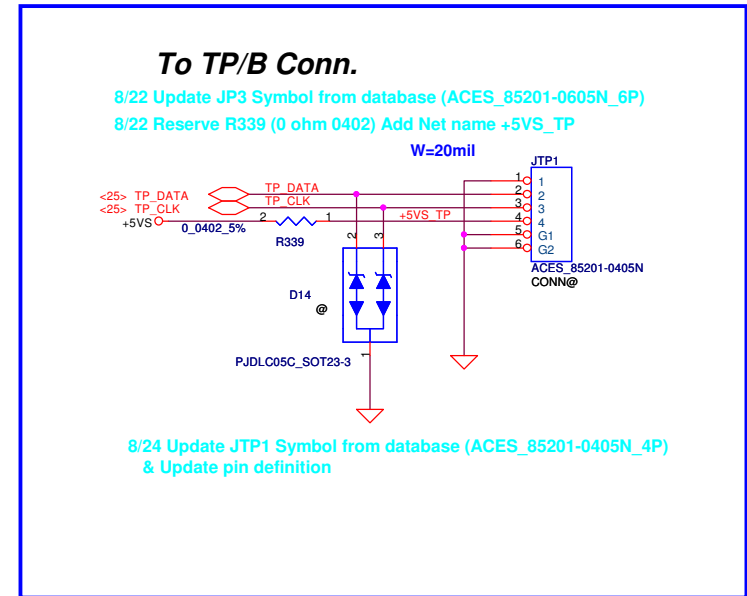 To TP/B Conn.
8/22 Update JP3 Symbol from database (ACES_85201-0605N_6P)
8/22 Reserve R339 (0 ohm 0402) Add Net name +5VS_TP
W=20mil
JTP1
<25> TP_DATA
TP_DATA
<25> TP_CLK
TP_CLK
+5VS
0_0402_5%
2
1
R339
+5VS_TP
1 1
2 2
3 3
4 4
5 G1
6 G2
ACES_85201-0405N
CONN@
2
3
D14
@
1
PJDLC05C_SOT23-3
8/24 Update JTP1 Symbol from database (ACES_85201-0405N_4P)
& Update pin definition